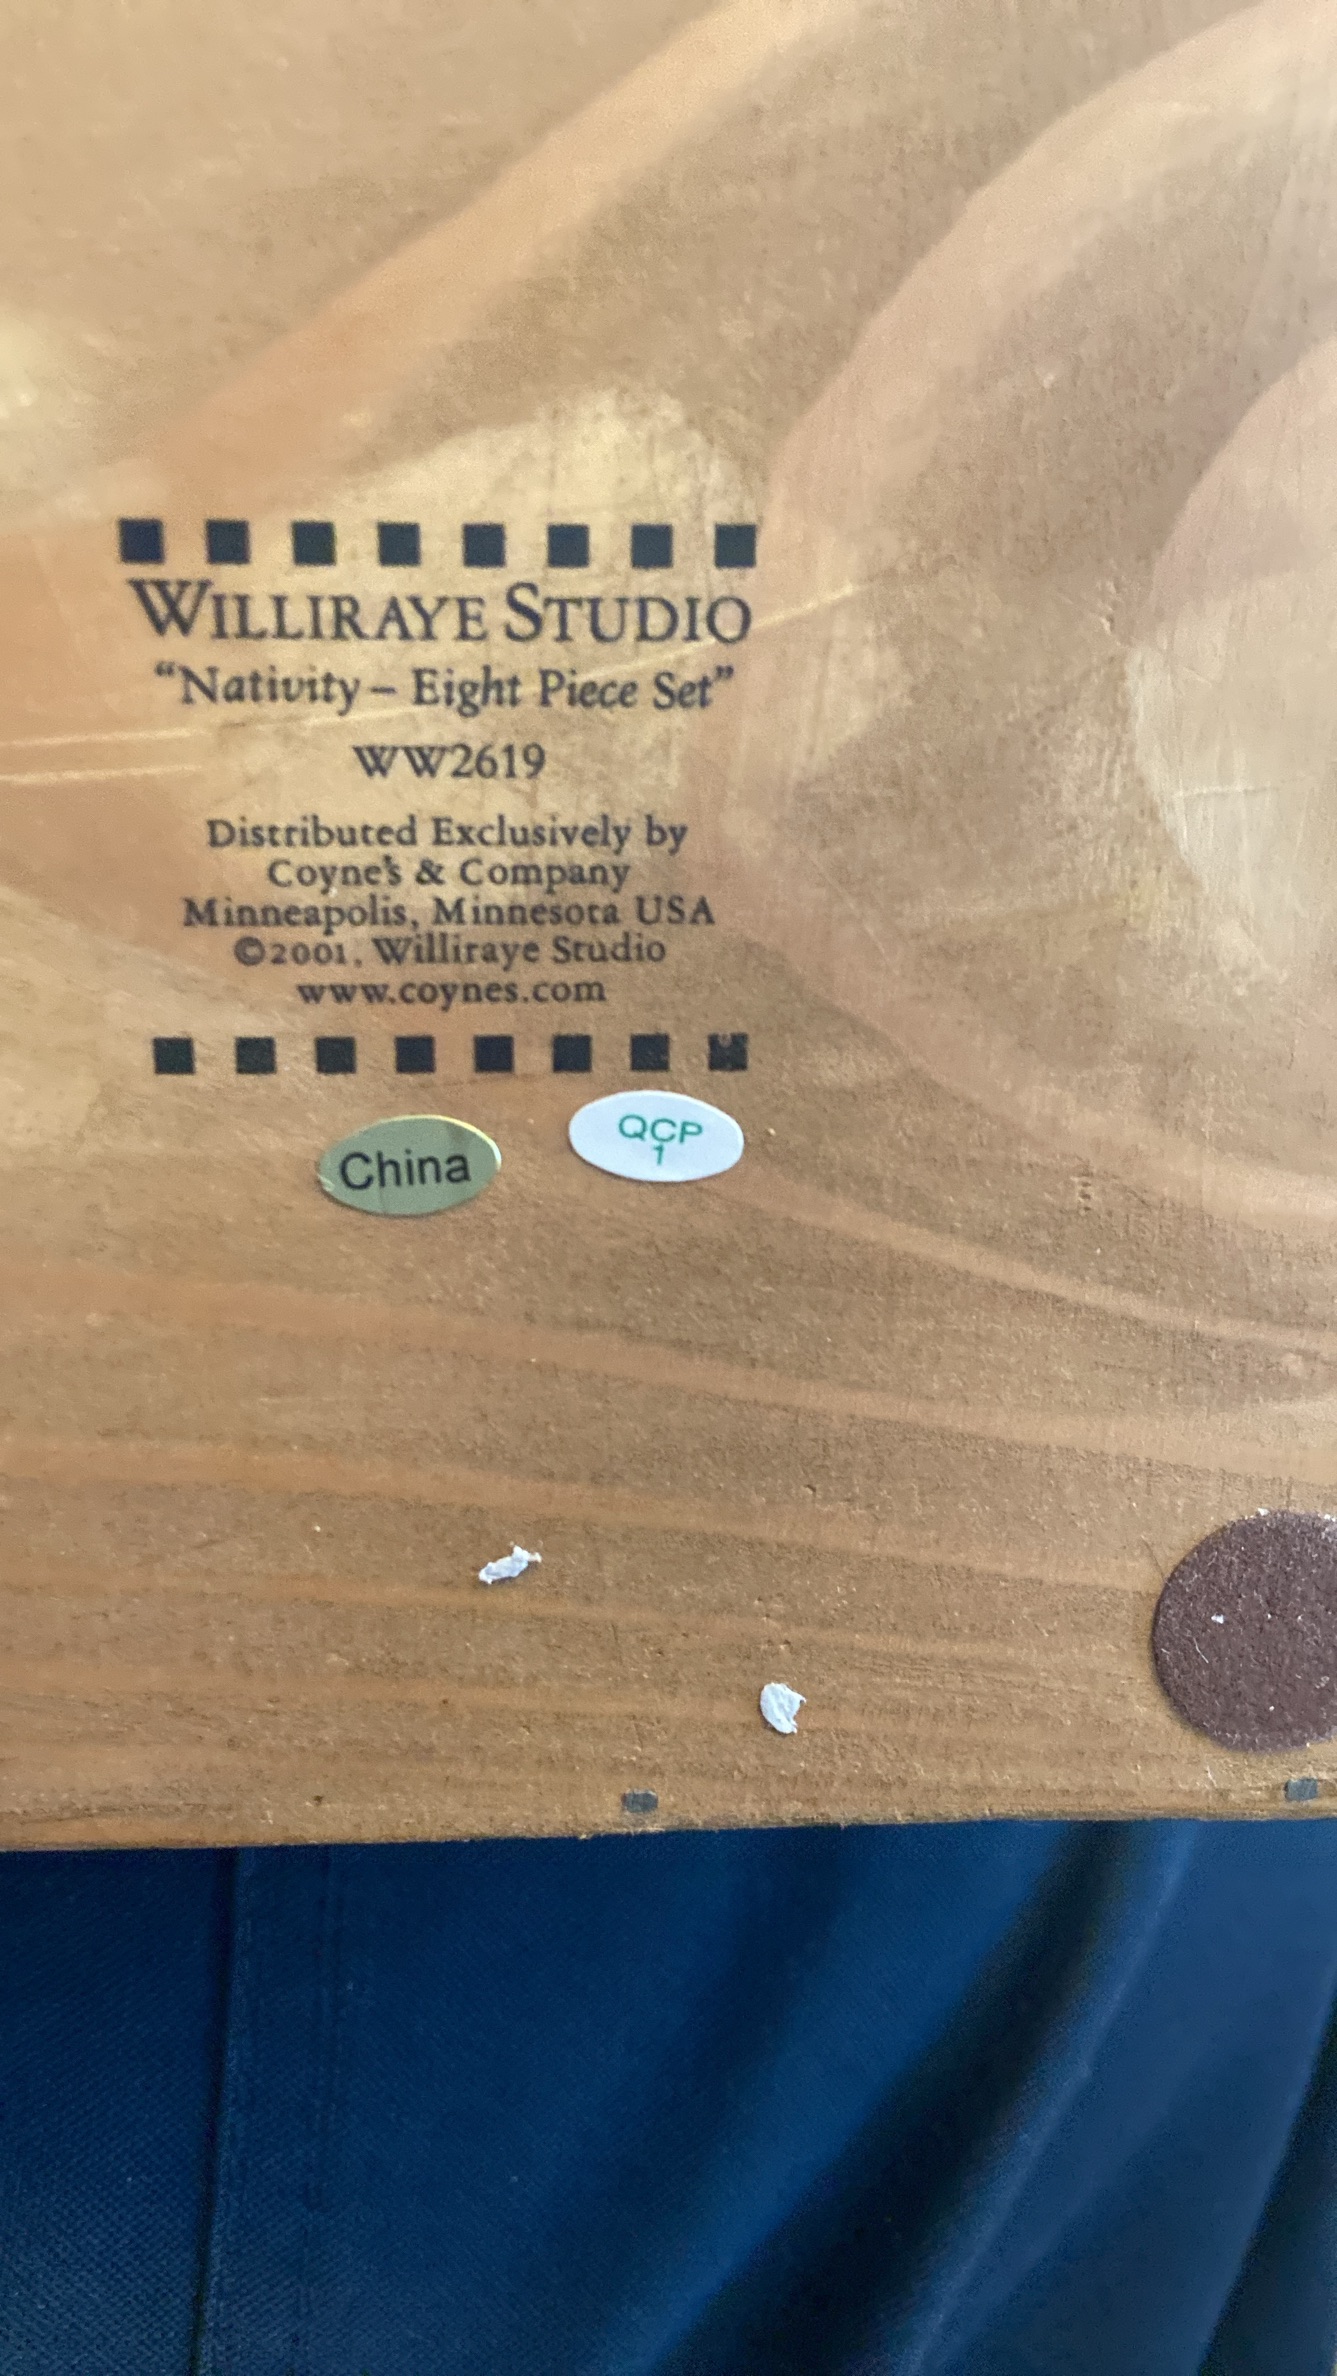 WILLIRAYE STUDIO
“Nativity – Eight Piece Set”
WW2619
Distributed Exclusively by
Coyne's & Company
Minneapolis, Minnesota USA
©2001, Williraye Studio
www.coynes.com
China
QCP
1